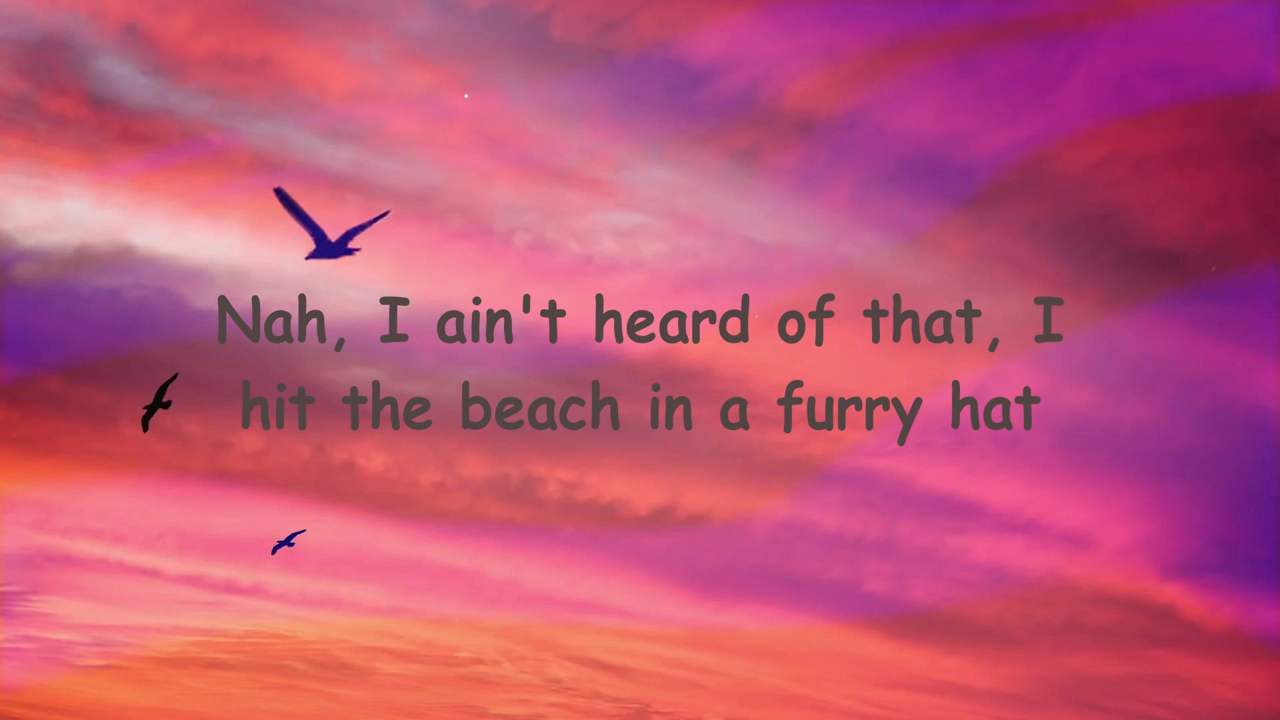 Nah, I ain't heard of that, I
hit the beach in a furry hat